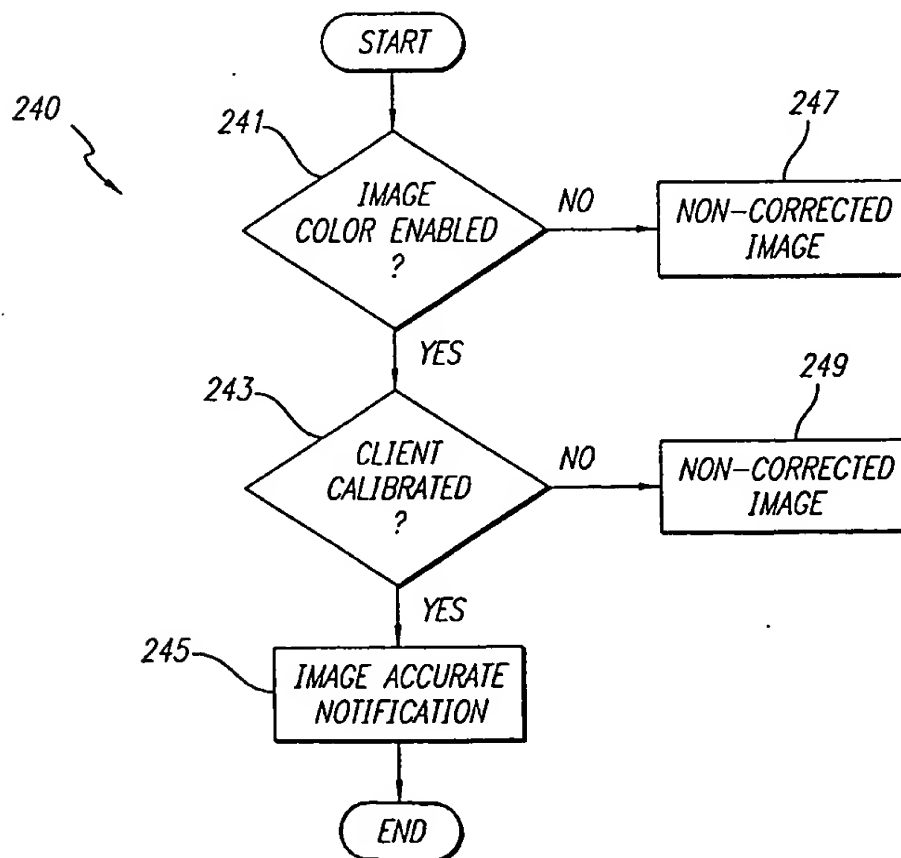 START
240
241
247
IMAGE
COLOR ENABLED
?
NO
NON-CORRECTED
IMAGE
YES
243
249
CLIENT
CALIBRATED
?
NO
NON-CORRECTED
IMAGE
YES
245
IMAGE ACCURATE
NOTIFICATION
END